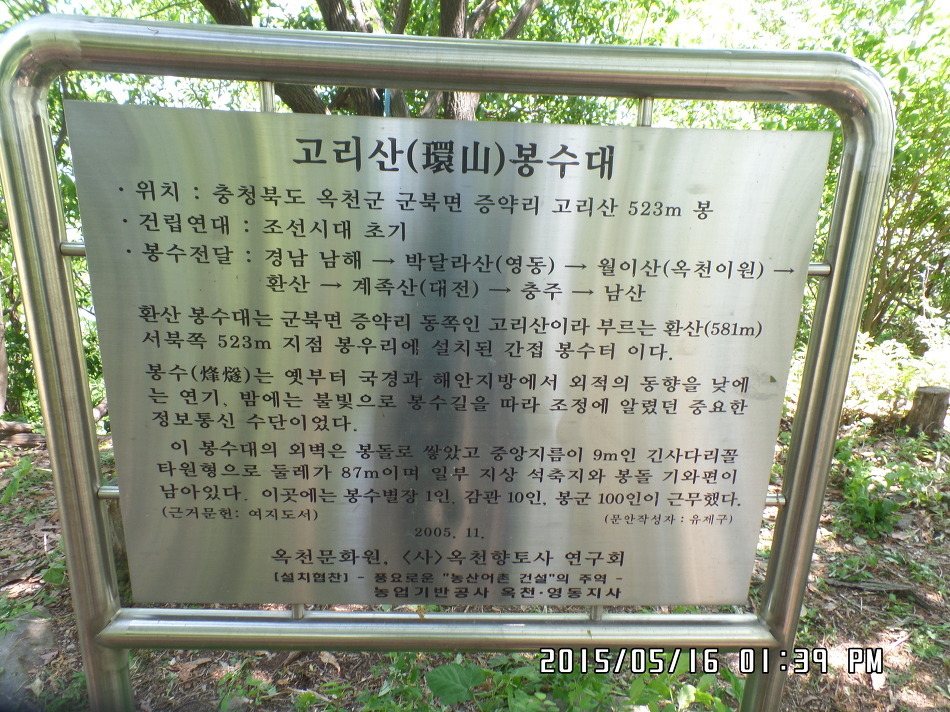 고리산(環山)봉수대
· 위치 : 충청북도 옥천군 군북면 증약리 고리산 523m 봉
· 건립연대 : 조선시대 초기
· 봉수전달 : 경남 남해 → 박달라산(영동) → 월이산(옥천이원) →
환산 → 계족산(대전) → 충주 → 남산
환산 봉수대는 군북면 증약리 동쪽인 고리산이라 부르는 환산(581m)
서북쪽 523m 지점 봉우리에 설치된 간접 봉수터 이다.
봉수(烽燧)는 옛부터 국경과 해안지방에서 외적의 동향을 낮에
는 연기, 밤에는 불빛으로 봉수길을 따라 조정에 알렸던 중요한
정보통신 수단이었다.
이 봉수대의 외벽은 봉돌로 쌓았고 중앙지름이 9m인 긴사다리꼴
타원형으로 둘레가 87m이며 일부 지상 석축지와 봉돌 기와편이
남아있다. 이곳에는 봉수별장 1인, 감관 10인, 봉군 100인이 근무했다.
(근거문헌: 여지도서) (문안작성자 : 유제구)
2005. 11.
옥천문화원, 〈사〉옥천향토사 연구회
[설치협찬] - 풍요로운 "농산어촌 건설"의 주역 -
농업기반공사 옥천·영동지사
2015/05/16 01:39 PM